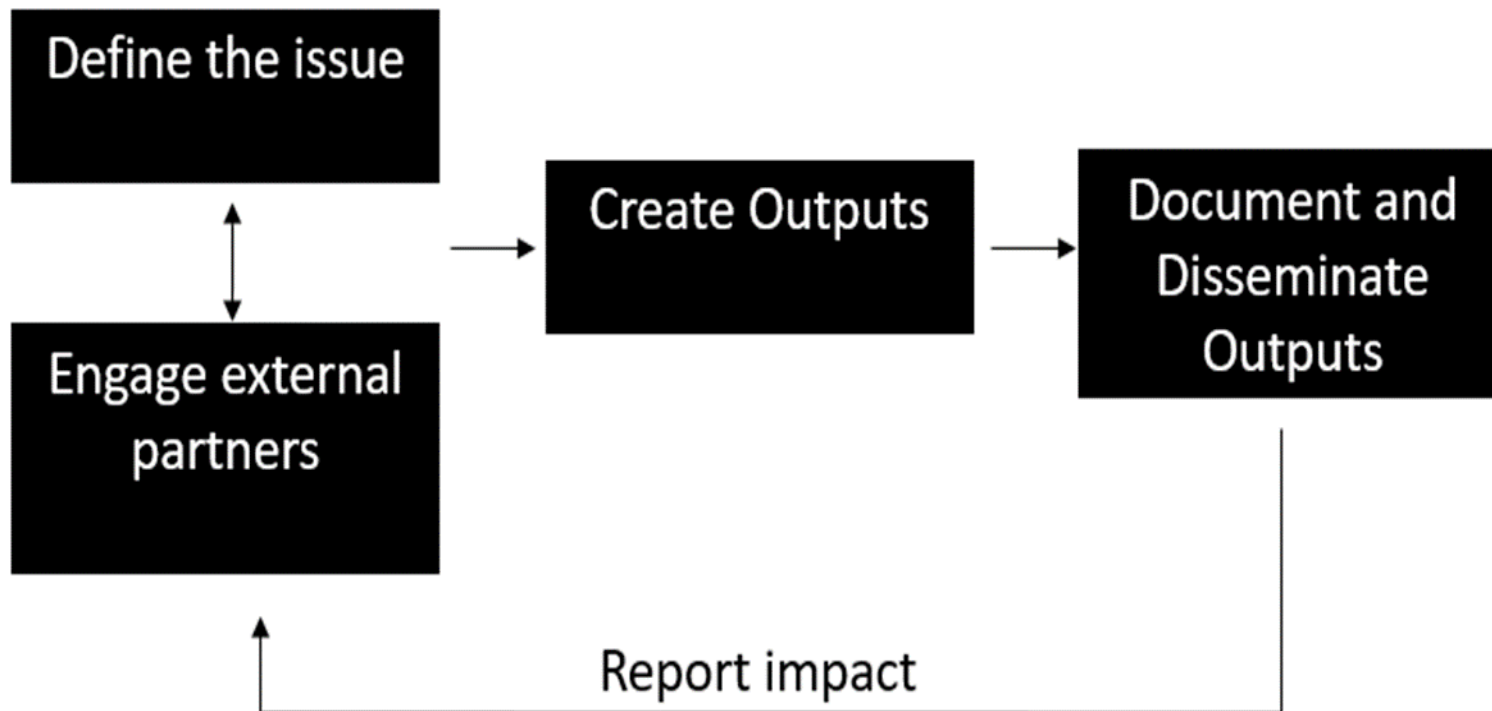 Define the issue
Engage external
partners
Create Outputs
Document and
Disseminate
Outputs
Report impact